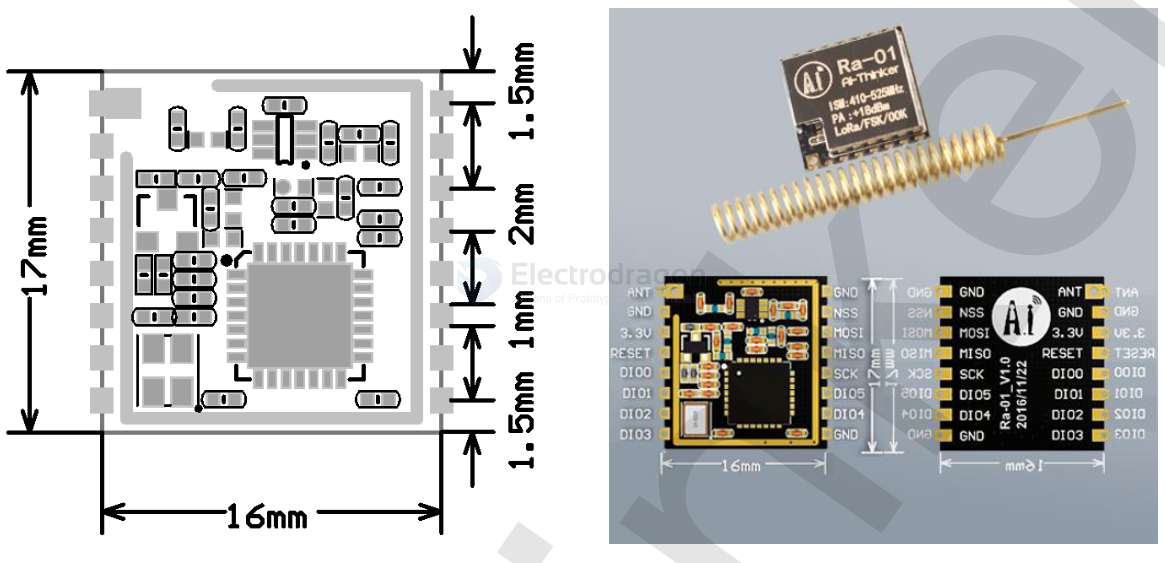 1.5mm
2mm
1mm
1.5mm
17mm
16mm
Electrodragon
Ai
Ra-01
Ai-Thinker
ISM:410-525MHz
PA:+18dBm
LoRa/FSK/OOK
ANT
GND
3.3V
RESET
DIO0
DIO1
DIO2
DIO3
GND
NSS
MOSI
MISO
SCK
DIO5
DIO4
GND
17mm
16mm
17mm
GND
NSS
MOSI
MISO
SCK
DIO5
DIO4
GND
GND
NSS
MOSI
MISO
SCK
DIO5
DIO4
GND
A.i
Ra-01_V1.0
2016/11/22
ANT
GND
3.3V
RESET
DIO0
DIO1
DIO2
DIO3
ANT
GND
3.3V
RESET
DIO0
DIO1
DIO2
DIO3
16mm